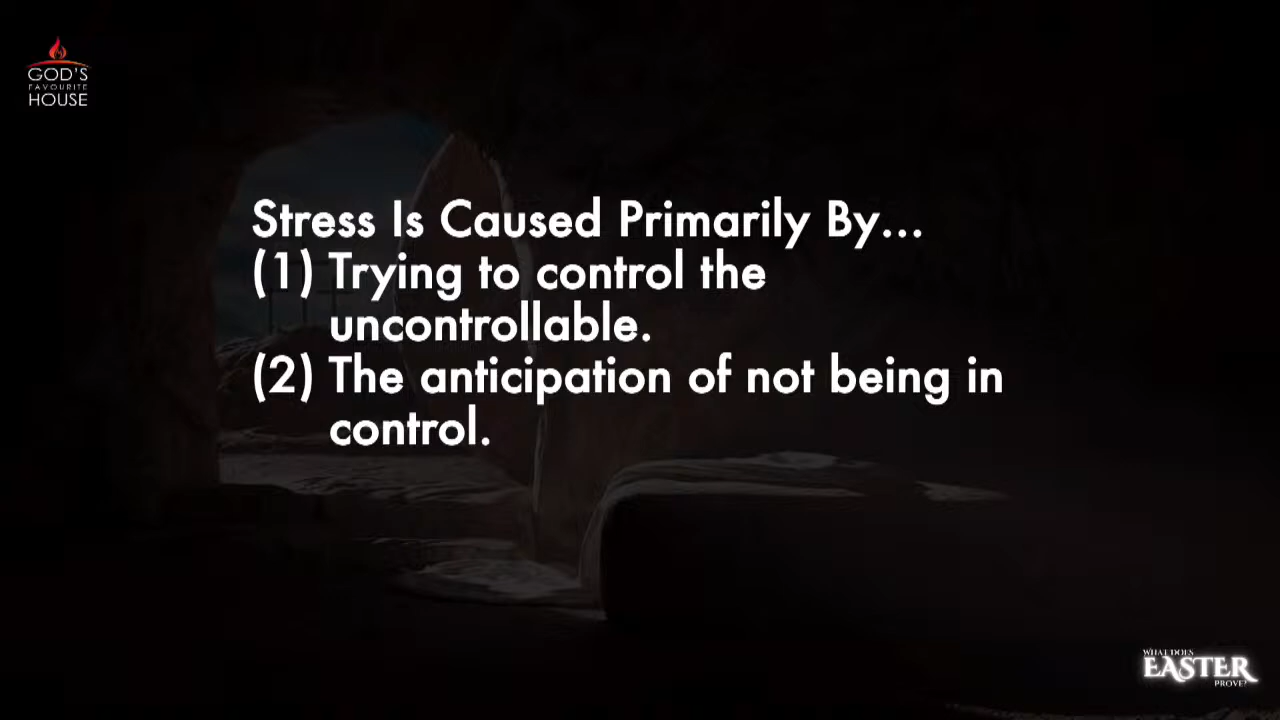 GOD'S
FAVOURITE
HOUSE
Stress Is Caused Primarily By...
(1) Trying to control the
uncontrollable.
(2) The anticipation of not being in
control.
WHAT DOES
EASTER
PROVE?